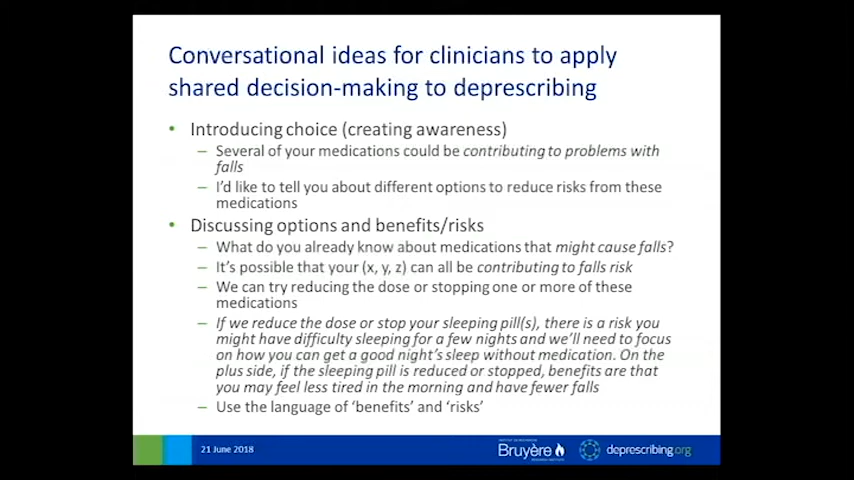 Conversational ideas for clinicians to apply
shared decision-making to deprescribing
• Introducing choice (creating awareness)
– Several of your medications could be contributing to problems with
falls
– I'd like to tell you about different options to reduce risks from these
medications
• Discussing options and benefits/risks
– What do you already know about medications that might cause falls?
– It's possible that your (x, y, z) can all be contributing to falls risk
– We can try reducing the dose or stopping one or more of these
medications
– If we reduce the dose or stop your sleeping pill(s), there is a risk you
might have difficulty sleeping for a few nights and we'll need to focus
on how you can get a good night's sleep without medication. On the
plus side, if the sleeping pill is reduced or stopped, benefits are that
you may feel less tired in the morning and have fewer falls
– Use the language of 'benefits' and 'risks'
21 June 2018
Bruyère
deprescribing.org